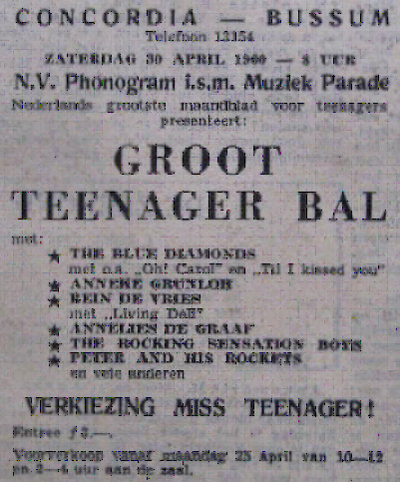 CONCORDIA — BUSSUM
Telefoon 13154
ZATERDAG 30 APRIL 1960 — 8 UUR
N.V. Phonogram i.s.m. Muziek Parade
Nederlands grootste maandblad voor teenagers
presenteert:
GROOT
TEENAGER BAL
met:
★ THE BLUE DIAMONDS
met o.a. „Oh! Carol" en „Til I kissed you"
★ ANNEKE GRÖNLOH
★ REIN DE VRIES
met „Living Doll"
★ ANNELIES DE GRAAF
★ THE ROCKING SENSATION BOYS
★ PETER AND HIS ROCKETS
en vele anderen
VERKIEZING MISS TEENAGER!
Entree f 3.—.
Voorverkoop vanaf maandag 25 April van 10—12
en 2—4 uur aan de zaal.